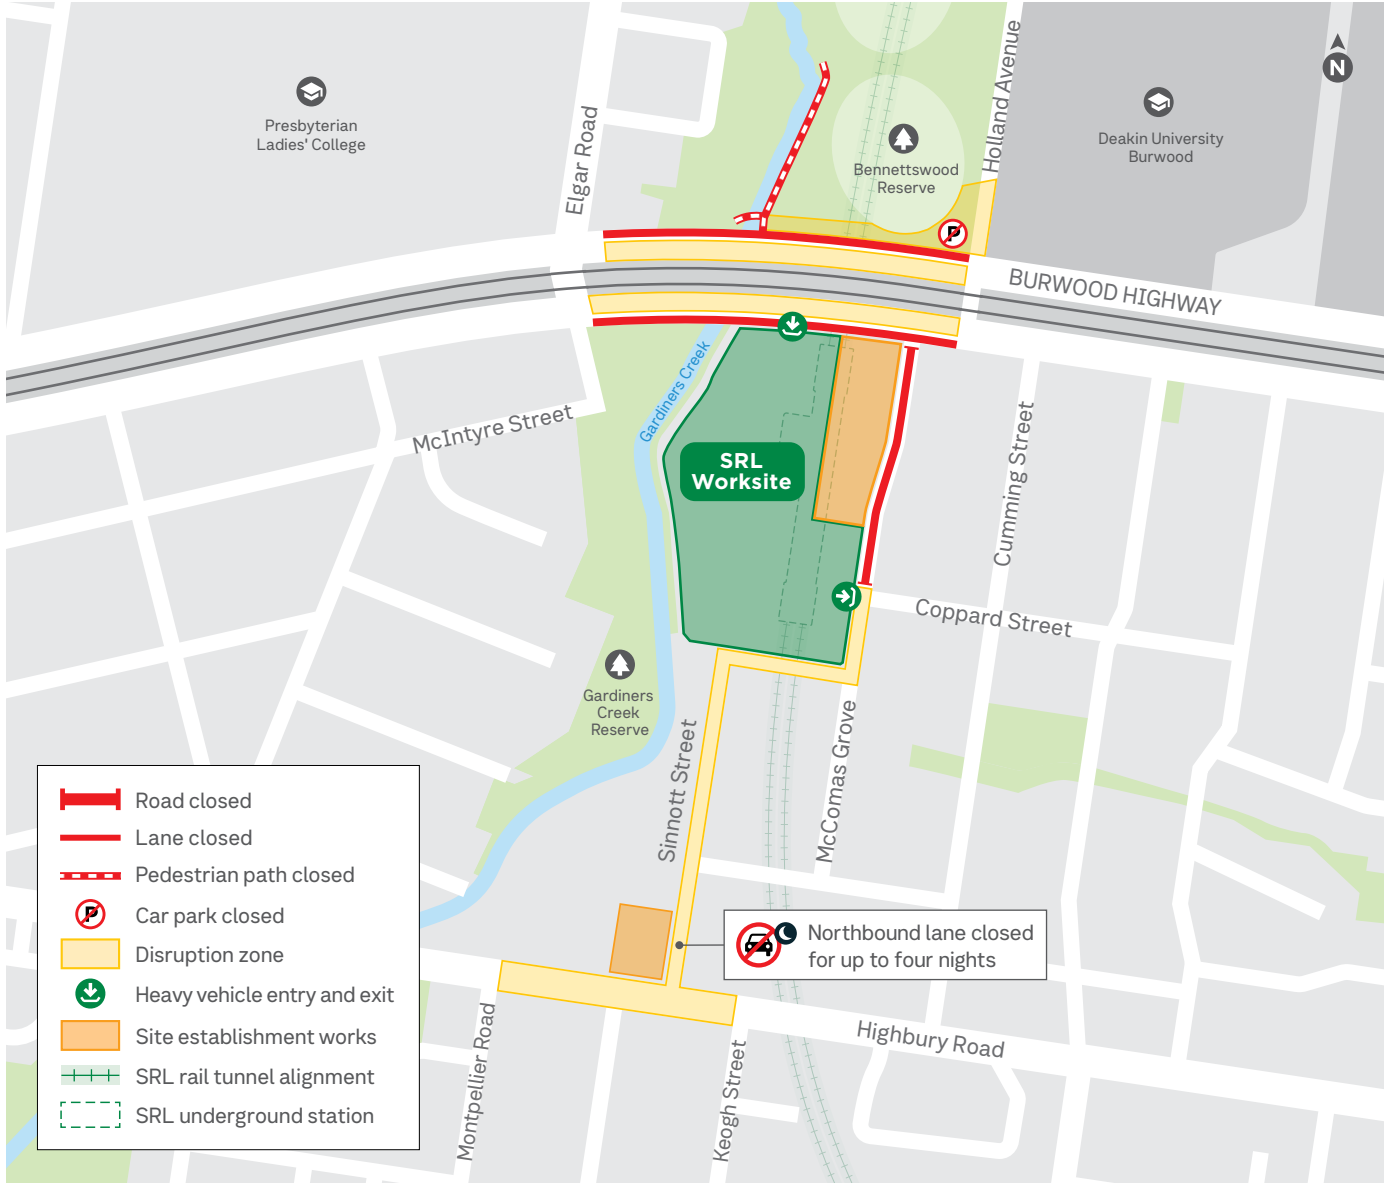 N
Presbyterian
Ladies' College
Elgar Road
Bennettswood
Reserve
Holland Avenue
Deakin University
Burwood
P
BURWOOD HIGHWAY
Gardiners Creek
McIntyre Street
SRL
Worksite
Cumming Street
Coppard Street
Gardiners
Creek
Reserve
Sinnott Street
McComas Grove
Northbound lane closed
for up to four nights
Highbury Road
Montpellier Road
Keogh Street
Road closed
Lane closed
Pedestrian path closed
P
Car park closed
Disruption zone
Heavy vehicle entry and exit
Site establishment works
SRL rail tunnel alignment
SRL underground station